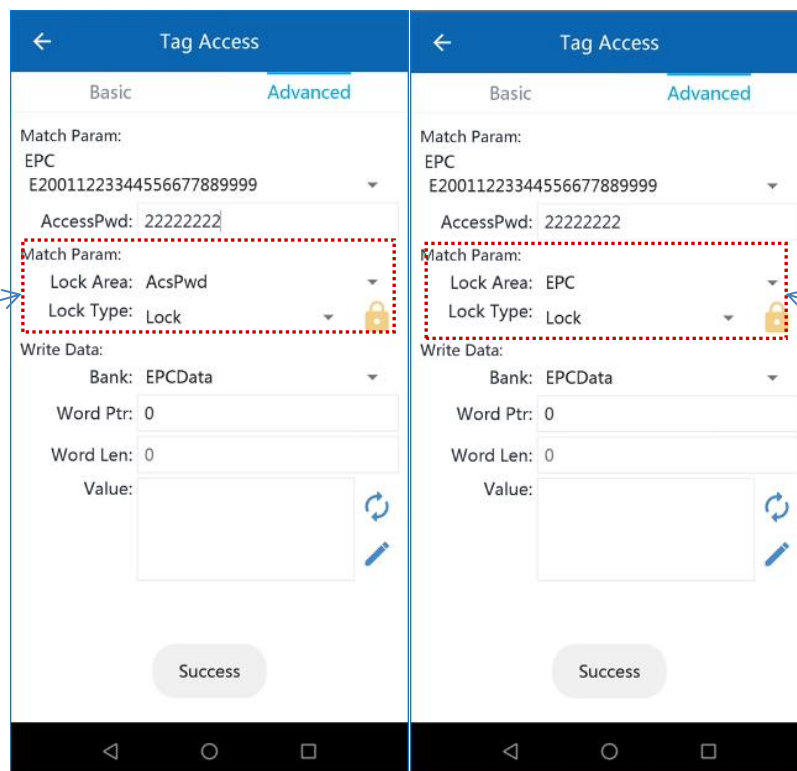 Tag Access
Basic Advanced
Match Param:
EPC
E20011223344556677889999
AccessPwd: 22222222
Match Param:
Lock Area: AcsPwd
Lock Type: Lock
Write Data:
Bank: EPCData
Word Ptr: 0
Word Len: 0
Value:
Success
Tag Access
Basic Advanced
Match Param:
EPC
E20011223344556677889999
AccessPwd: 22222222
Match Param:
Lock Area: EPC
Lock Type: Lock
Write Data:
Bank: EPCData
Word Ptr: 0
Word Len: 0
Value:
Success